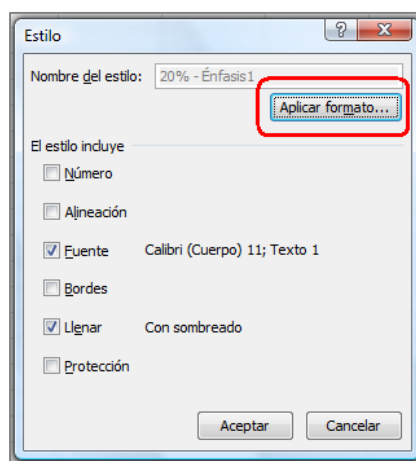 Estilo
Nombre del estilo: 20% - Énfasis1
Aplicar formato...
El estilo incluye
Número
Alineación
Fuente Calibri (Cuerpo) 11; Texto 1
Bordes
Llenar Con sombreado
Protección
Aceptar Cancelar